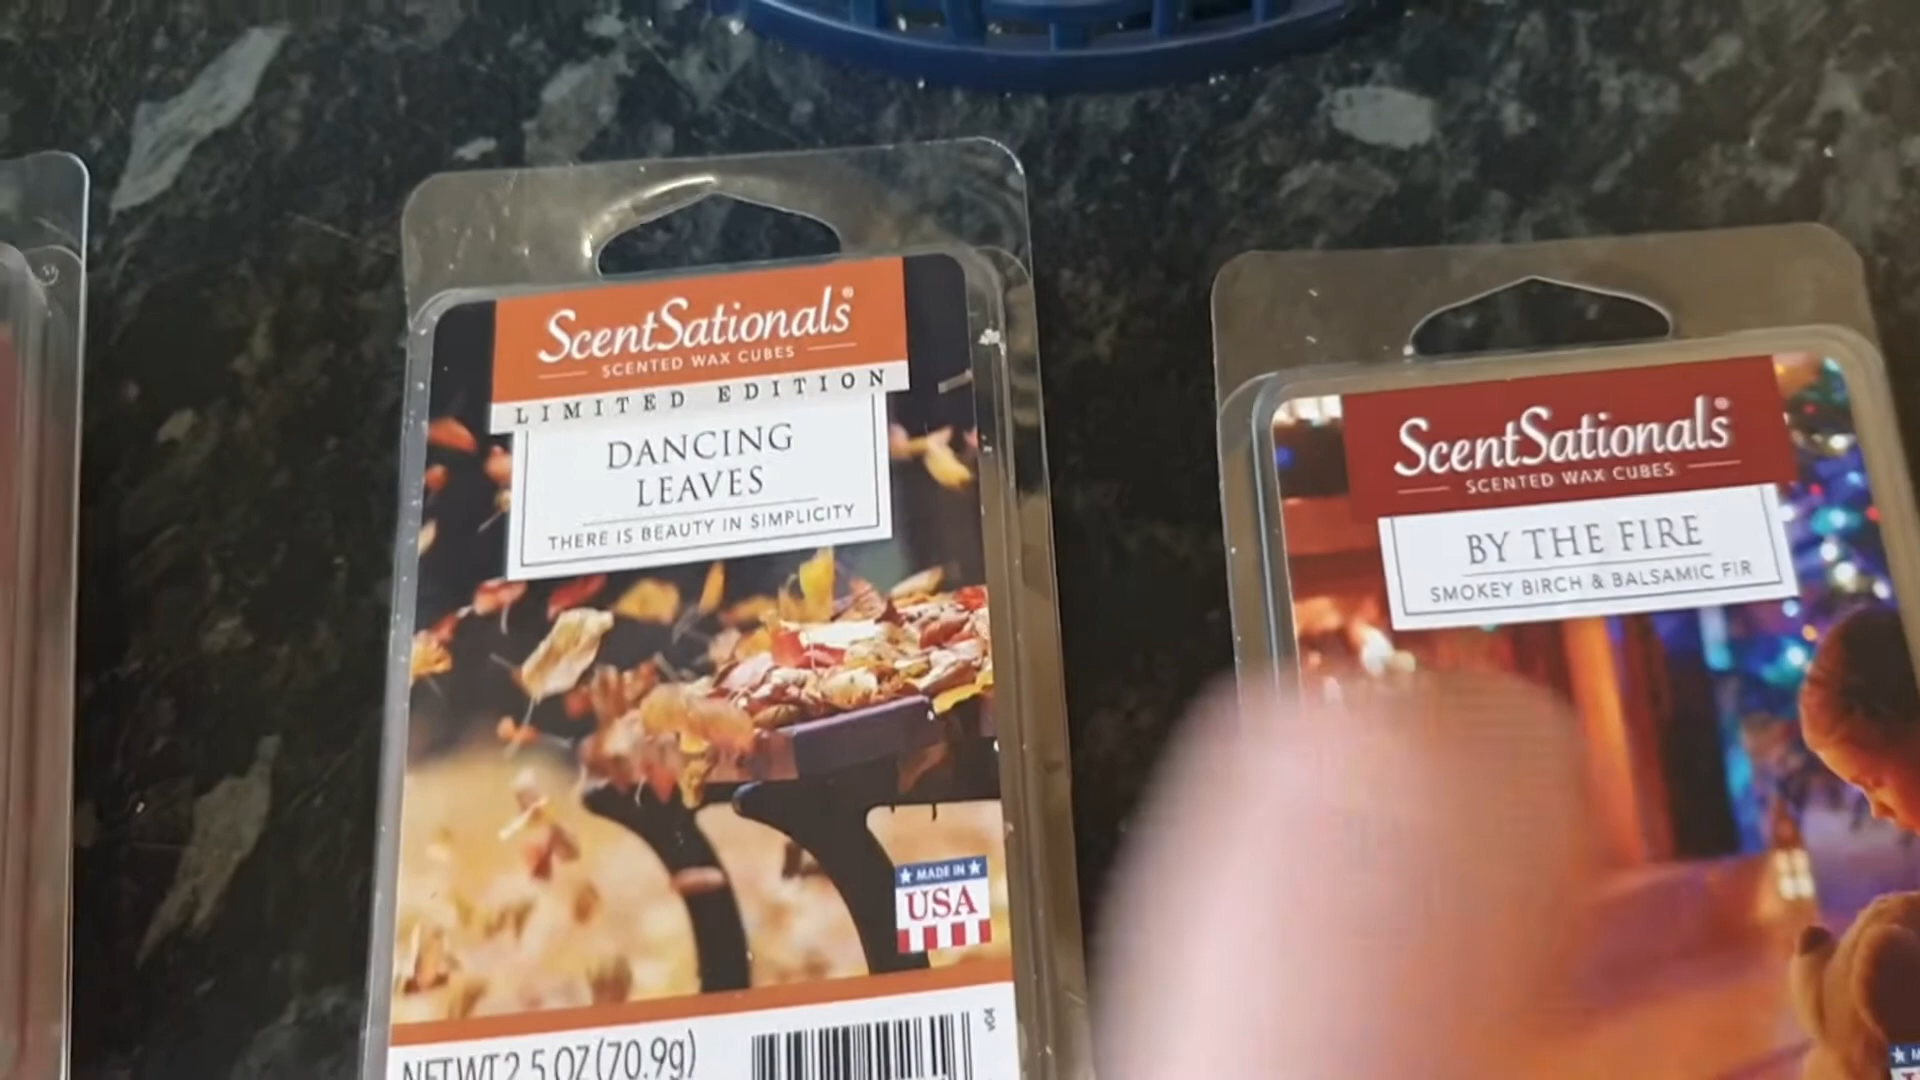 ScentSationals®
SCENTED WAX CUBES
LIMITED EDITION
DANCING
LEAVES
THERE IS BEAUTY IN SIMPLICITY
MADE IN
USA
NET WT 2.5 OZ (70.9g)
V04
ScentSationals®
SCENTED WAX CUBES
BY THE FIRE
SMOKEY BIRCH & BALSAMIC FIR